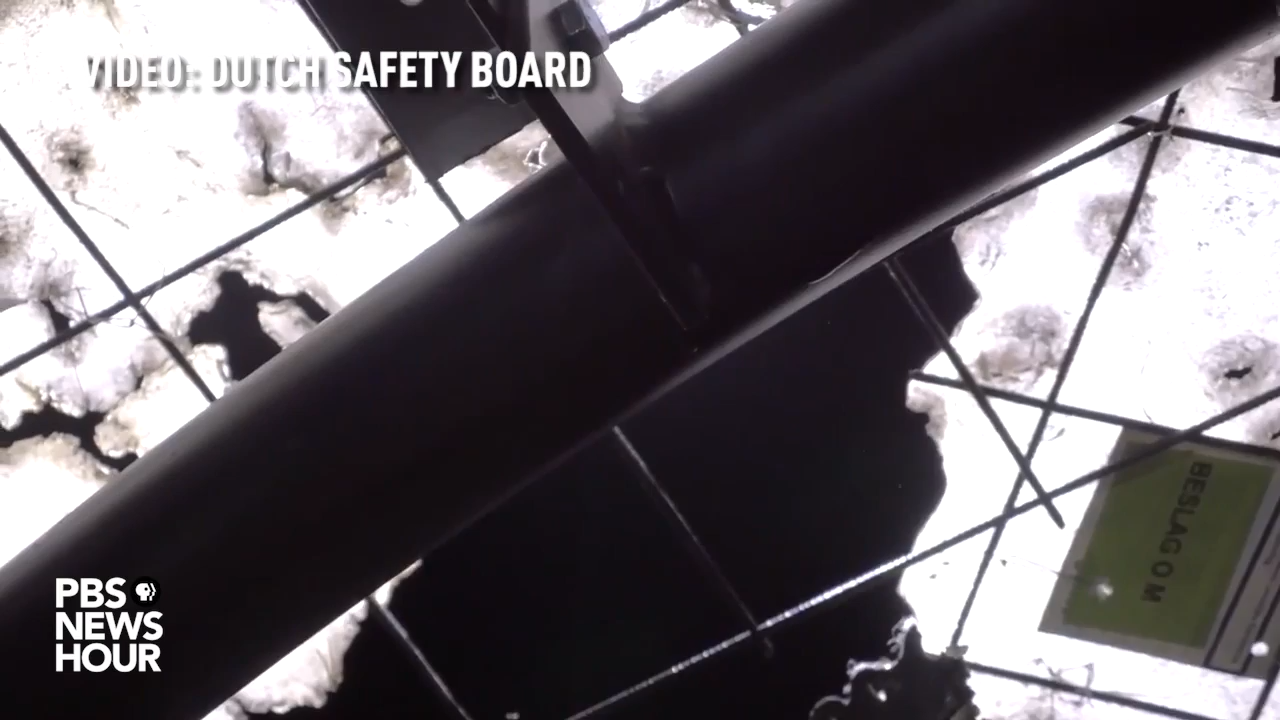 VIDEO: DUTCH SAFETY BOARD
BESLAG OM
PBS
NEWS
HOUR